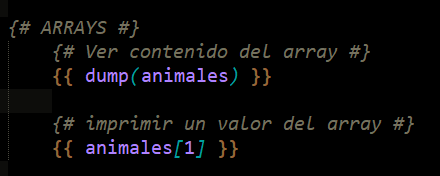 {# ARRAYS #}
{# Ver contenido del array #}
{{ dump(animales) }}
{# imprimir un valor del array #}
{{ animales[1] }}